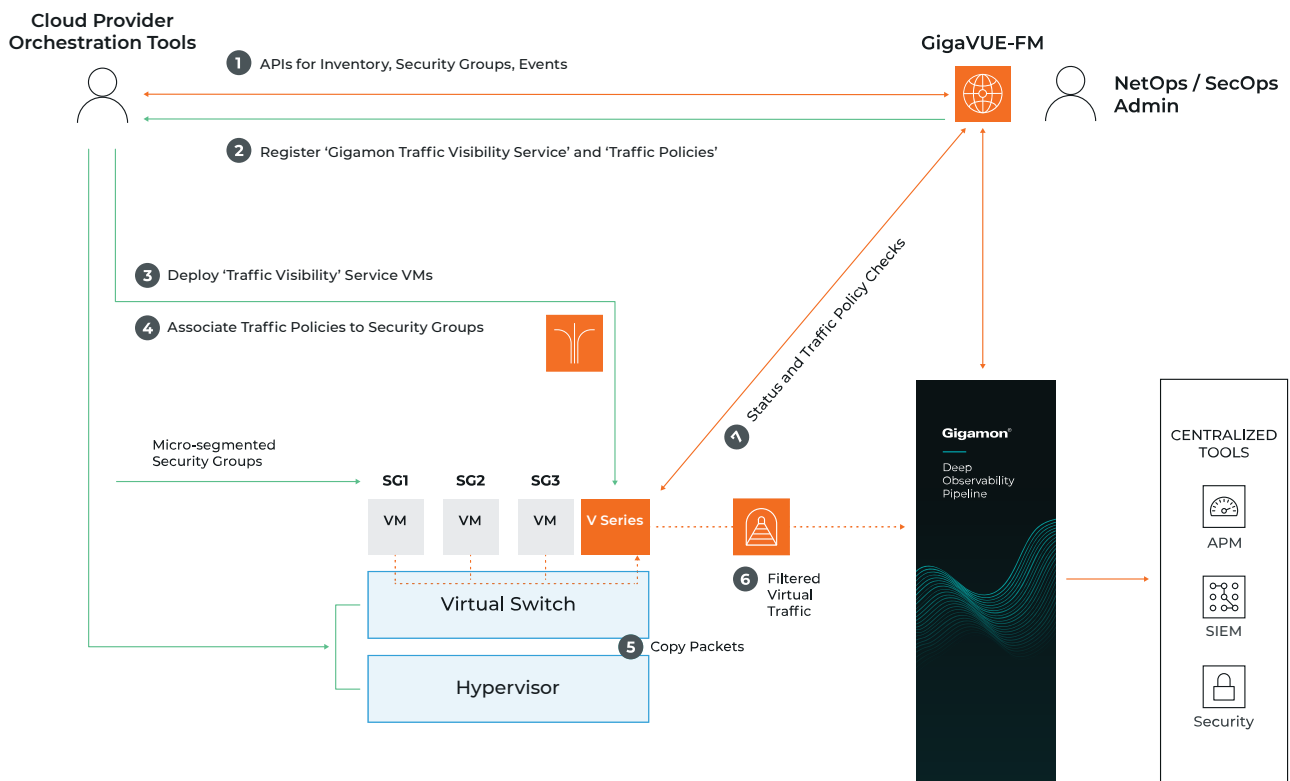 Cloud Provider
Orchestration Tools
GigaVUE-FM
NetOps / SecOps
Admin
1 APIs for Inventory, Security Groups, Events
2 Register ‘Gigamon Traffic Visibility Service’ and ‘Traffic Policies’
3 Deploy ‘Traffic Visibility’ Service VMs
4 Associate Traffic Policies to Security Groups
7 Status and Traffic Policy Checks
Micro-segmented
Security Groups
SG1 SG2 SG3
VM VM VM V Series
Virtual Switch
Hypervisor
5 Copy Packets
6 Filtered
Virtual
Traffic
Gigamon®
Deep
Observability
Pipeline
CENTRALIZED
TOOLS
APM
SIEM
Security